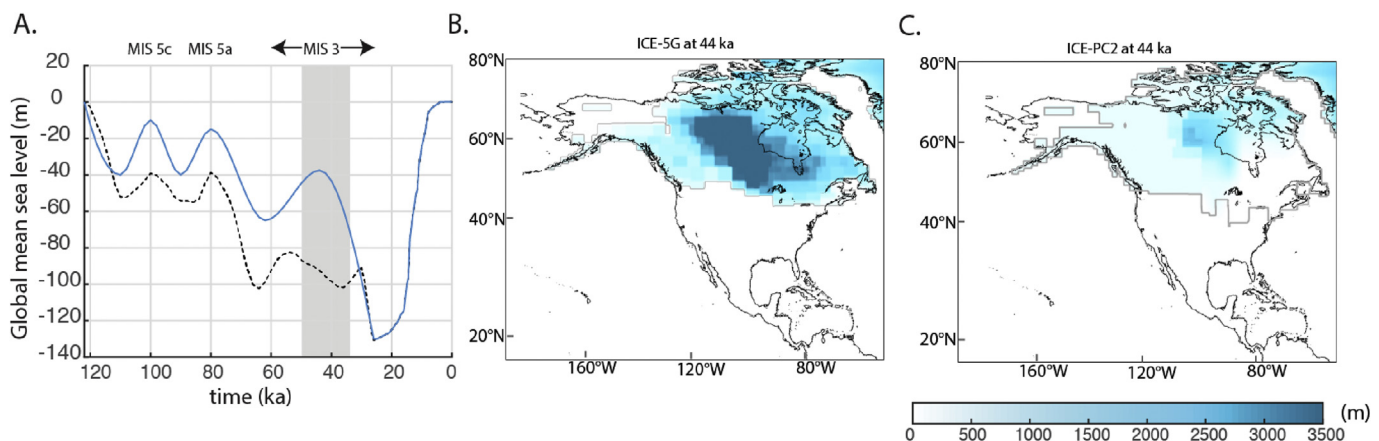 A.
MIS 5c MIS 5a MIS 3
20
0
-20
-40
-60
-80
-100
-120
-140
Global mean sea level (m)
120 100 80 60 40 20 0
time (ka)
B.
ICE-5G at 44 ka
80°N
60°N
40°N
20°N
160°W 120°W 80°W
C.
ICE-PC2 at 44 ka
80°N
60°N
40°N
20°N
160°W 120°W 80°W
0 500 1000 1500 2000 2500 3000 3500 (m)